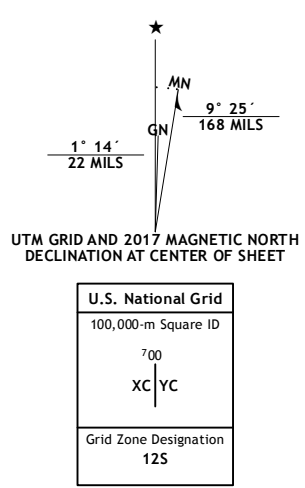 ★
MN
GN
9° 25´
168 MILS
1° 14´
22 MILS
UTM GRID AND 2017 MAGNETIC NORTH
DECLINATION AT CENTER OF SHEET
U.S. National Grid
100,000-m Square ID
⁷00
XC YC
Grid Zone Designation
12S